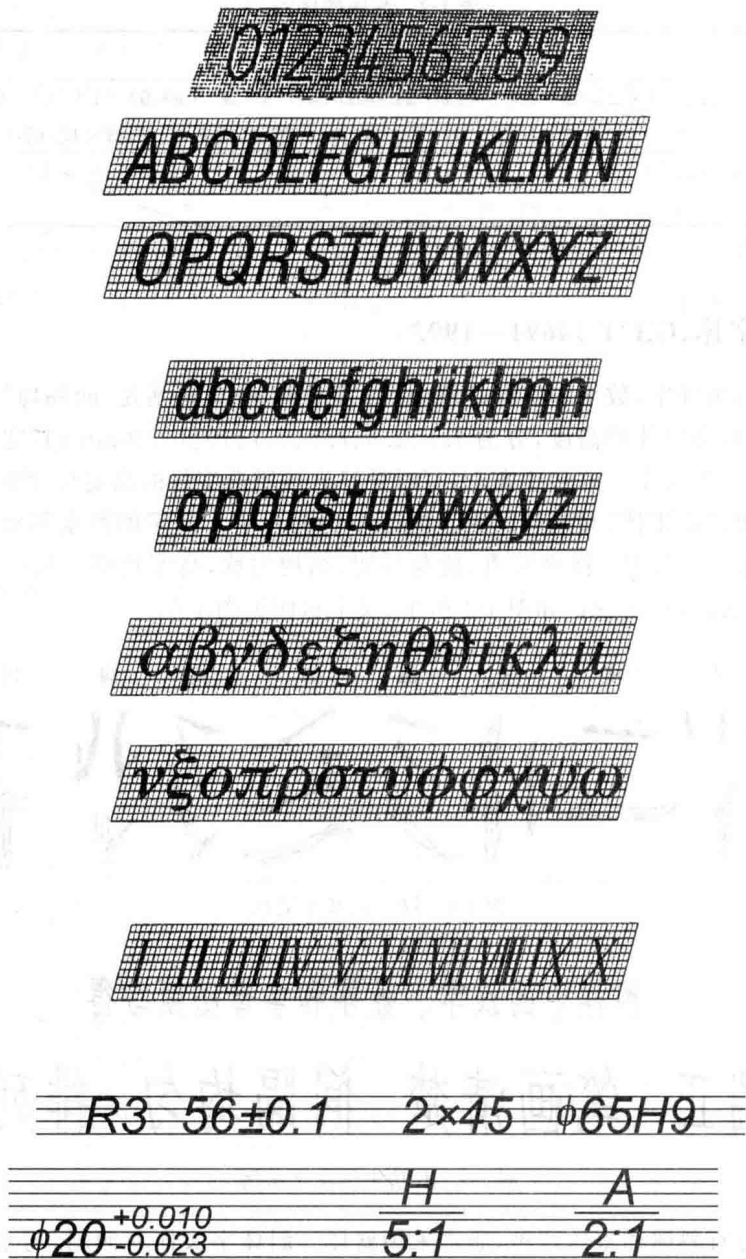 0123456789
ABCDEFGHIJKLMN
OPQRSTUVWXYZ
abcdefghijklmn
opqrstuvwxyz
αβγδεζηθϑικλμ
νξοπρστυφφχψω
I II III IV V VI VII VIII IX X
R3 56±0.1 2×45 ϕ65H9
ϕ20 +0.010 -0.023 H 5:1 A 2:1